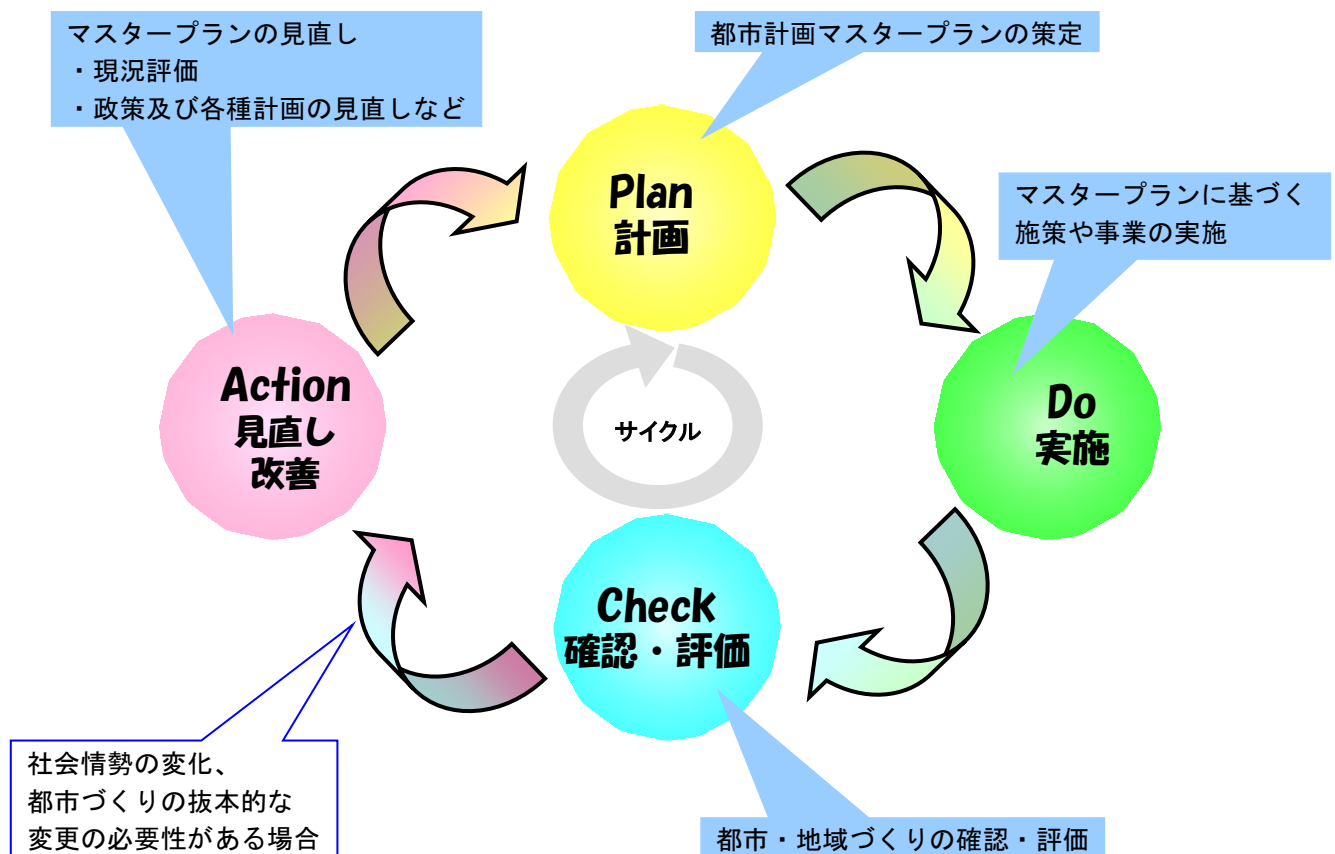 マスタープランの見直し
・現況評価
・政策及び各種計画の見直しなど
都市計画マスタープランの策定
Plan
計画
マスタープランに基づく
施策や事業の実施
Action
見直し
改善
サイクル
Do
実施
Check
確認・評価
社会情勢の変化、
都市づくりの抜本的な
変更の必要性がある場合
都市・地域づくりの確認・評価